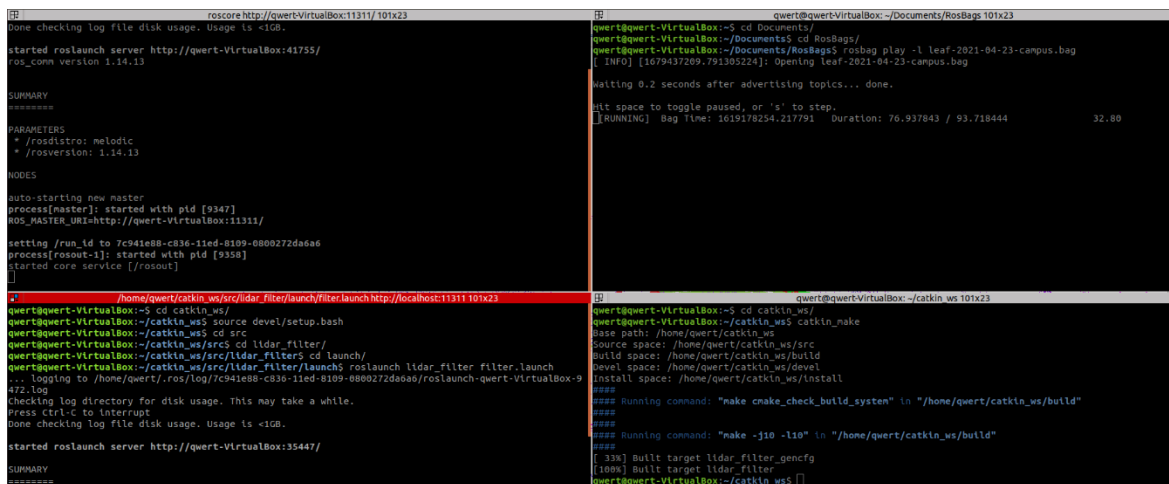 roscore http://qwert-VirtualBox:11311/ 101x23
Done checking log file disk usage. Usage is <1GB.
started roslaunch server http://qwert-VirtualBox:41755/
ros_comm version 1.14.13
SUMMARY
========
PARAMETERS
* /rosdistro: melodic
* /rosversion: 1.14.13
NODES
auto-starting new master
process[master]: started with pid [9347]
ROS_MASTER_URI=http://qwert-VirtualBox:11311/
setting /run_id to 7c941e88-c836-11ed-8109-0800272da6a6
process[rosout-1]: started with pid [9358]
started core service [/rosout]
qwert@qwert-VirtualBox: ~/Documents/RosBags 101x23
qwert@qwert-VirtualBox:~$ cd Documents/
qwert@qwert-VirtualBox:~/Documents$ cd RosBags/
qwert@qwert-VirtualBox:~/Documents/RosBags$ rosbag play -l leaf-2021-04-23-campus.bag
[ INFO] [1679437209.791305224]: Opening leaf-2021-04-23-campus.bag
Waiting 0.2 seconds after advertising topics... done.
Hit space to toggle paused, or 's' to step.
[RUNNING]  Bag Time: 1619178254.217791   Duration: 76.937843 / 93.718444               32.80
/home/qwert/catkin_ws/src/lidar_filter/launch/filter.launch http://localhost:11311 101x23
qwert@qwert-VirtualBox:~$ cd catkin_ws/
qwert@qwert-VirtualBox:~/catkin_ws$ source devel/setup.bash
qwert@qwert-VirtualBox:~/catkin_ws$ cd src
qwert@qwert-VirtualBox:~/catkin_ws/src$ cd lidar_filter/
qwert@qwert-VirtualBox:~/catkin_ws/src/lidar_filter$ cd launch/
qwert@qwert-VirtualBox:~/catkin_ws/src/lidar_filter/launch$ roslaunch lidar_filter filter.launch
... logging to /home/qwert/.ros/log/7c941e88-c836-11ed-8109-0800272da6a6/roslaunch-qwert-VirtualBox-9
472.log
Checking log directory for disk usage. This may take a while.
Press Ctrl-C to interrupt
Done checking log file disk usage. Usage is <1GB.
started roslaunch server http://qwert-VirtualBox:35447/
SUMMARY
========
qwert@qwert-VirtualBox: ~/catkin_ws 101x23
qwert@qwert-VirtualBox:~$ cd catkin_ws/
qwert@qwert-VirtualBox:~/catkin_ws$ catkin_make
Base path: /home/qwert/catkin_ws
Source space: /home/qwert/catkin_ws/src
Build space: /home/qwert/catkin_ws/build
Devel space: /home/qwert/catkin_ws/devel
Install space: /home/qwert/catkin_ws/install
####
#### Running command: "make cmake_check_build_system" in "/home/qwert/catkin_ws/build"
####
####
#### Running command: "make -j10 -l10" in "/home/qwert/catkin_ws/build"
####
[ 33%] Built target lidar_filter_gencfg
[100%] Built target lidar_filter
qwert@qwert-VirtualBox:~/catkin_ws$